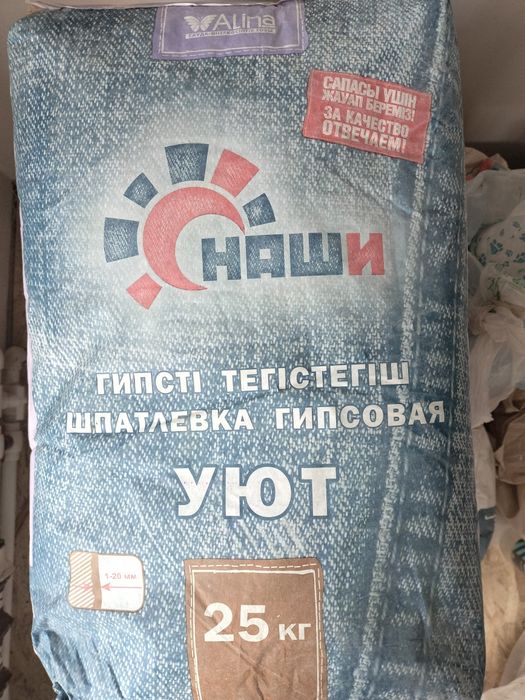 Alina
САПАСЫ ҮШІН
ЖАУАП БЕРЕМІЗ!
ЗА КАЧЕСТВО
ОТВЕЧАЕМ!
НАШИ
ГИПСТІ ТЕГІСТЕГІШ
ШПАТЛЕВКА ГИПСОВАЯ
УЮТ
1-20 мм
25 кг